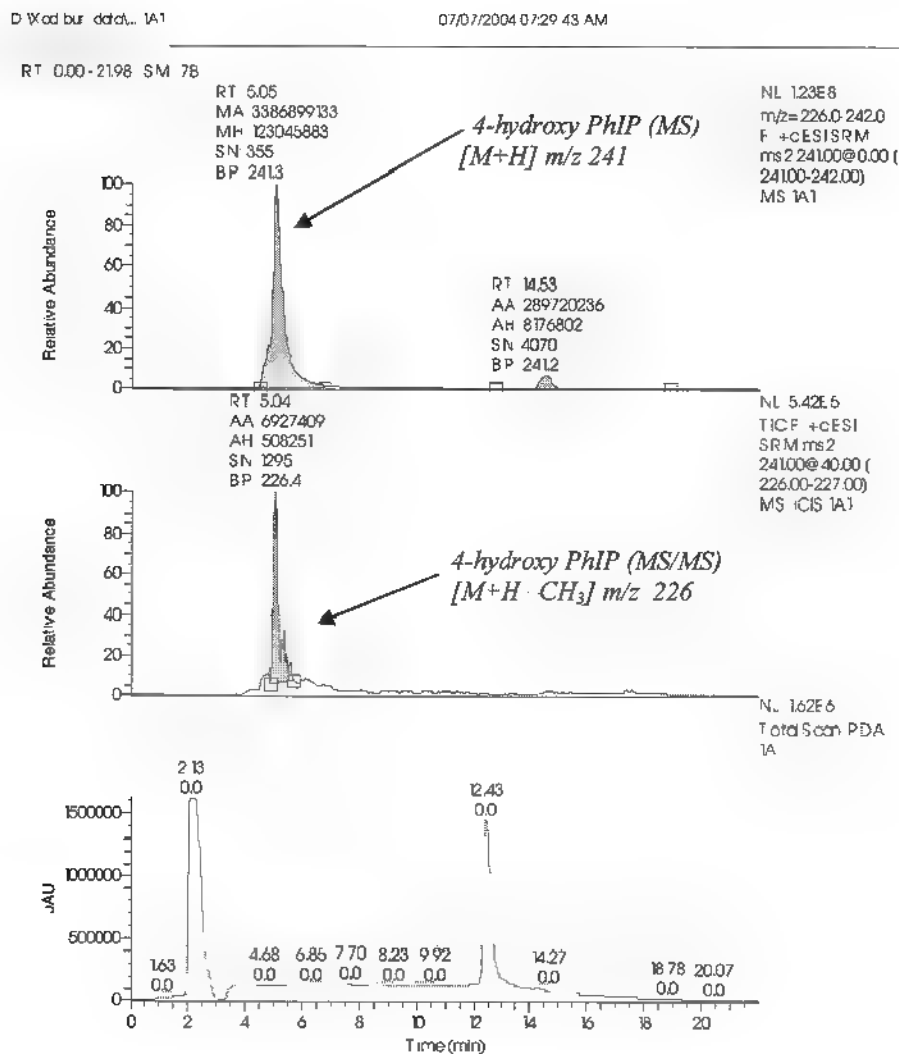 07/07/2004 07:29 43 AM
RT 0.00-21.98 SM 7B
RT 5.05
MA 3386899133
MH 123045883
SN 355
BP 241.3
4-hydroxy PhIP (MS)
[M+H] m/z 241
NL 1.23E8
m/z= 226.0-242.0
F +cESI SRM
ms2 241.00@0.00 (
241.00-242.00)
MS 1A1
100
80
60
40
20
0
Relative Abundance
RT 14.53
AA 289720236
AH 8176802
SN 4070
BP 241.2
RT 5.04
AA 6927409
AH 508251
SN 1295
BP 226.4
4-hydroxy PhIP (MS/MS)
[M+H - CH₃] m/z 226
NL 5.42E5
TIC F +cESI
SRM ms2
241.00@40.00 (
226.00-227.00)
MS 1A1
100
80
60
40
20
0
Relative Abundance
NL 1.62E6
Total Scan PDA
1A
2 13
0.0
12.43
0.0
1500000
1000000
500000
0
uAU
1.63
0.0
4.68
0.0
6.85
0.0
7 70
0.0
8.23
0.0
9 92
0.0
14.27
0.0
18.78
0.0
20.07
0.0
0 2 4 6 8 10 12 14 16 18 20
Time (min)